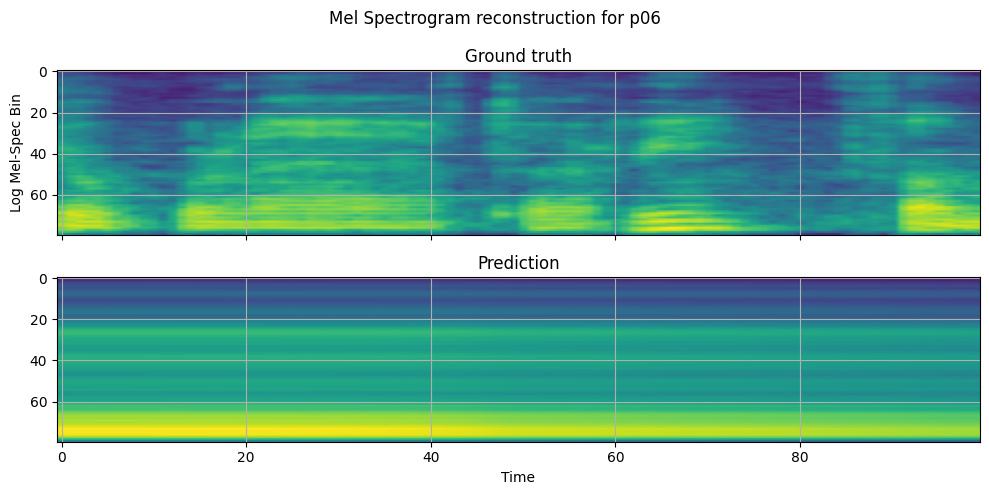 Mel Spectrogram reconstruction for p06
Ground truth
Log Mel-Spec Bin
0
20
40
60
Prediction
0
20
40
60
0 20 40 60 80
Time